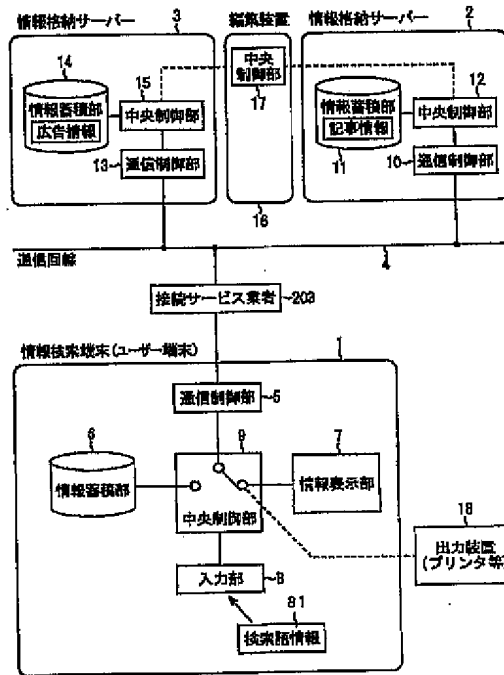 情報格納サーバー
3
編集装置
情報格納サーバー
2
14
情報蓄積部
広告情報
15
中央制御部
13
通信制御部
中央
制御部
17
16
12
情報蓄積部
記事情報
11
中央制御部
10
通信制御部
通信回線
4
接続サービス業者
203
情報検索端末(ユーザー端末)
1
通信制御部
5
6
情報蓄積部
9
中央制御部
7
情報表示部
18
出力装置
(プリンタ等)
入力部
8
81
検索語情報